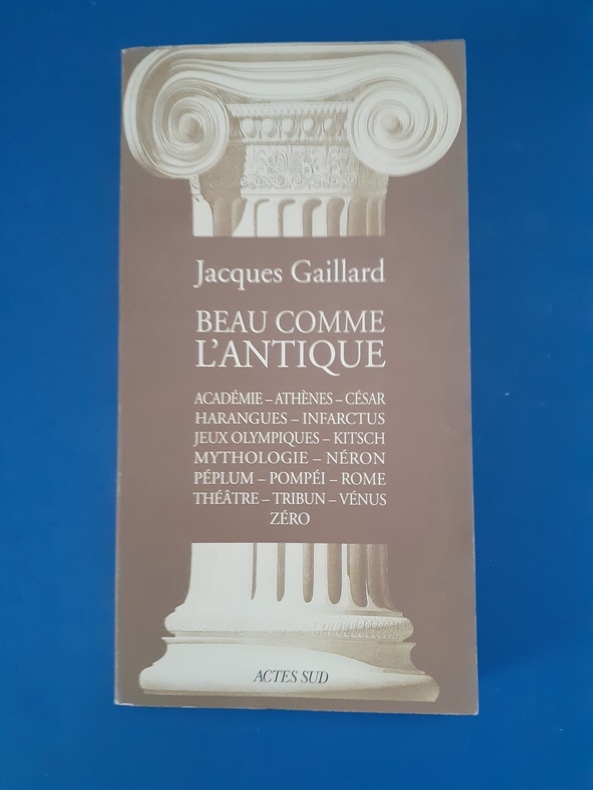 Jacques Gaillard
BEAU COMME
L'ANTIQUE
ACADÉMIE – ATHÈNES – CÉSAR
HARANGUES – INFARCTUS
JEUX OLYMPIQUES – KITSCH
MYTHOLOGIE – NÉRON
PÉPLUM – POMPÉI – ROME
THÉÂTRE – TRIBUN – VÉNUS
ZÉRO
ACTES SUD